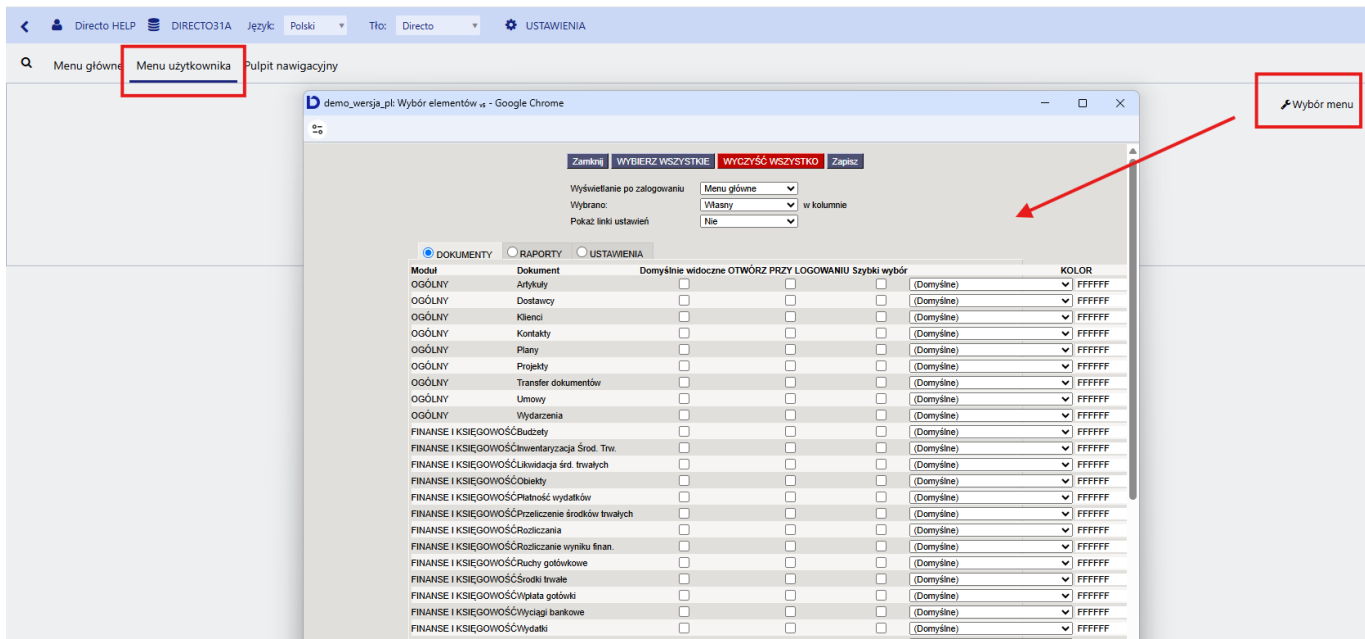 Directo HELP DIRECTO31A Język: Polski Tło: Directo USTAWIENIA
Menu główne Menu użytkownika Pulpit nawigacyjny
Wybór menu
demo_wersja_pl: Wybór elementów vs - Google Chrome
Zamknij WYBIERZ WSZYSTKIE WYCZYŚĆ WSZYSTKO Zapisz
Wyświetlanie po zalogowaniu Menu główne
Wybrano: Własny w kolumnie
Pokaż linki ustawień Nie
DOKUMENTY RAPORTY USTAWIENIA
Moduł Dokument Domyślnie widoczne OTWÓRZ PRZY LOGOWANIU Szybki wybór KOLOR
OGÓLNY Artykuły (Domyślne) FFFFFF
OGÓLNY Dostawcy (Domyślne) FFFFFF
OGÓLNY Klienci (Domyślne) FFFFFF
OGÓLNY Kontakty (Domyślne) FFFFFF
OGÓLNY Plany (Domyślne) FFFFFF
OGÓLNY Projekty (Domyślne) FFFFFF
OGÓLNY Transfer dokumentów (Domyślne) FFFFFF
OGÓLNY Umowy (Domyślne) FFFFFF
OGÓLNY Wydarzenia (Domyślne) FFFFFF
FINANSE I KSIĘGOWOŚĆ Budżety (Domyślne) FFFFFF
FINANSE I KSIĘGOWOŚĆ Inwentaryzacja Środ. Trw. (Domyślne) FFFFFF
FINANSE I KSIĘGOWOŚĆ Likwidacja śrd. trwałych (Domyślne) FFFFFF
FINANSE I KSIĘGOWOŚĆ Obiekty (Domyślne) FFFFFF
FINANSE I KSIĘGOWOŚĆ Płatność wydatków (Domyślne) FFFFFF
FINANSE I KSIĘGOWOŚĆ Przeliczenie środków trwałych (Domyślne) FFFFFF
FINANSE I KSIĘGOWOŚĆ Rozliczania (Domyślne) FFFFFF
FINANSE I KSIĘGOWOŚĆ Rozliczanie wyniku finan. (Domyślne) FFFFFF
FINANSE I KSIĘGOWOŚĆ Ruchy gotówkowe (Domyślne) FFFFFF
FINANSE I KSIĘGOWOŚĆ Środki trwałe (Domyślne) FFFFFF
FINANSE I KSIĘGOWOŚĆ Wpłata gotówki (Domyślne) FFFFFF
FINANSE I KSIĘGOWOŚĆ Wyciągi bankowe (Domyślne) FFFFFF
FINANSE I KSIĘGOWOŚĆ Wydatki (Domyślne) FFFFFF